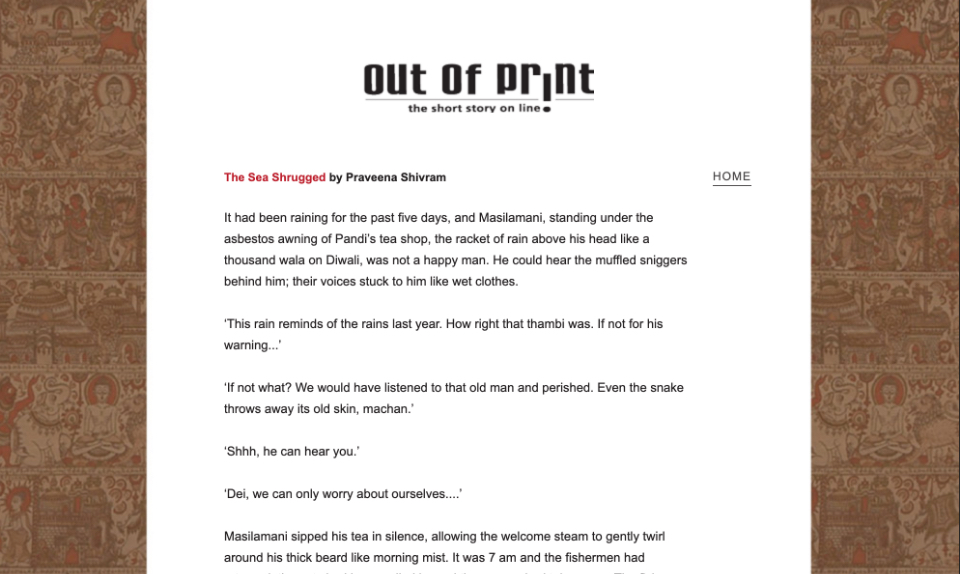 out of print
the short story on line.
The Sea Shrugged by Praveena Shivram
HOME
It had been raining for the past five days, and Masilamani, standing under the
asbestos awning of Pandi’s tea shop, the racket of rain above his head like a
thousand wala on Diwali, was not a happy man. He could hear the muffled sniggers
behind him; their voices stuck to him like wet clothes.
‘This rain reminds of the rains last year. How right that thambi was. If not for his
warning...’
‘If not what? We would have listened to that old man and perished. Even the snake
throws away its old skin, machan.’
‘Shhh, he can hear you.’
‘Dei, we can only worry about ourselves....’
Masilamani sipped his tea in silence, allowing the welcome steam to gently twirl
around his thick beard like morning mist. It was 7 am and the fishermen had